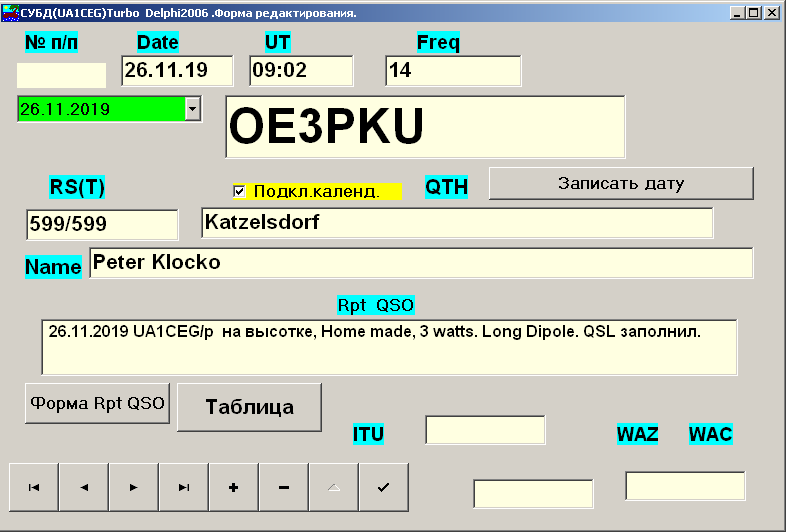 СУБД(UA1CEG)Turbo Delphi2006 .Форма редактирования.
№ п/п Date UT Freq
26.11.19 09:02 14
26.11.2019
OE3PKU
RS(T) Подкл.календ. QTH Записать дату
599/599 Katzelsdorf
Name Peter Klocko
Rpt QSO
26.11.2019 UA1CEG/p на высотке, Home made, 3 watts. Long Dipole. QSL заполнил.
Форма Rpt QSO Таблица
ITU WAZ WAC